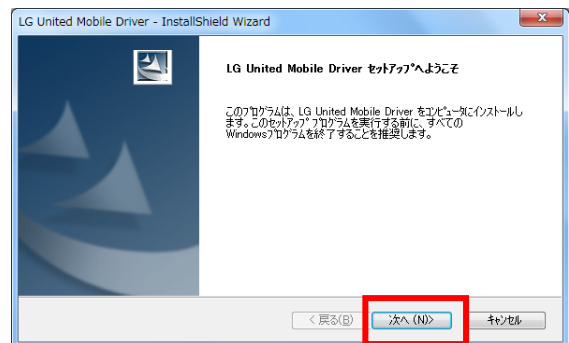 LG United Mobile Driver - InstallShield Wizard
LG United Mobile Driver ｾｯﾄｱｯﾌﾟへようこそ
このﾌﾟﾛｸﾞﾗﾑは、LG United Mobile Driver をｺﾝﾋﾟｭｰﾀにインストールし
ます。このｾｯﾄｱｯﾌﾟ ﾌﾟﾛｸﾞﾗﾑを実行する前に、すべての
Windowsﾌﾟﾛｸﾞﾗﾑを終了することを推奨します。
< 戻る(B) 次へ (N)> ｷｬﾝｾﾙ